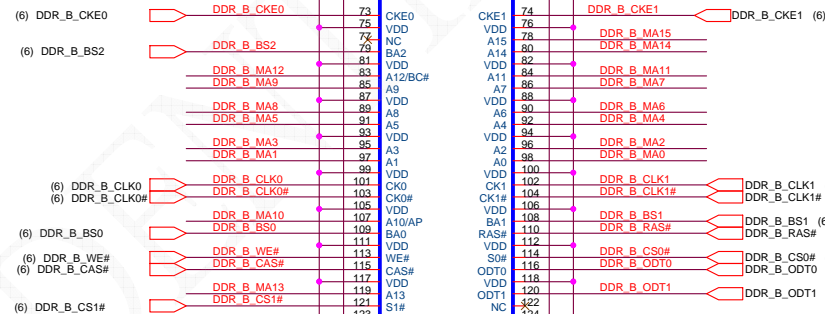 (6) DDR_B_CKE0 DDR_B_CKE0 73 CKE0 CKE1 74 DDR_B_CKE1 DDR_B_CKE1 (6)
75 VDD VDD 76
77 NC A15 78 DDR_B_MA15
(6) DDR_B_BS2 DDR_B_BS2 79 BA2 A14 80 DDR_B_MA14
81 VDD VDD 82
DDR_B_MA12 83 A12/BC# A11 84 DDR_B_MA11
DDR_B_MA9 85 A9 A7 86 DDR_B_MA7
87 VDD VDD 88
DDR_B_MA8 89 A8 A6 90 DDR_B_MA6
DDR_B_MA5 91 A5 A4 92 DDR_B_MA4
93 VDD VDD 94
DDR_B_MA3 95 A3 A2 96 DDR_B_MA2
DDR_B_MA1 97 A1 A0 98 DDR_B_MA0
99 VDD VDD 100
(6) DDR_B_CLK0 DDR_B_CLK0 101 CK0 CK1 102 DDR_B_CLK1 DDR_B_CLK1
(6) DDR_B_CLK0# DDR_B_CLK0# 103 CK0# CK1# 104 DDR_B_CLK1# DDR_B_CLK1#
105 VDD VDD 106
DDR_B_MA10 107 A10/AP BA1 108 DDR_B_BS1 DDR_B_BS1 (6
(6) DDR_B_BS0 DDR_B_BS0 109 BA0 RAS# 110 DDR_B_RAS# DDR_B_RAS#
111 VDD VDD 112
(6) DDR_B_WE# DDR_B_WE# 113 WE# S0# 114 DDR_B_CS0# DDR_B_CS0#
(6) DDR_B_CAS# DDR_B_CAS# 115 CAS# ODT0 116 DDR_B_ODT0 DDR_B_ODT0
117 VDD VDD 118
DDR_B_MA13 119 A13 ODT1 120 DDR_B_ODT1 DDR_B_ODT1
(6) DDR_B_CS1# DDR_B_CS1# 121 S1# NC 122